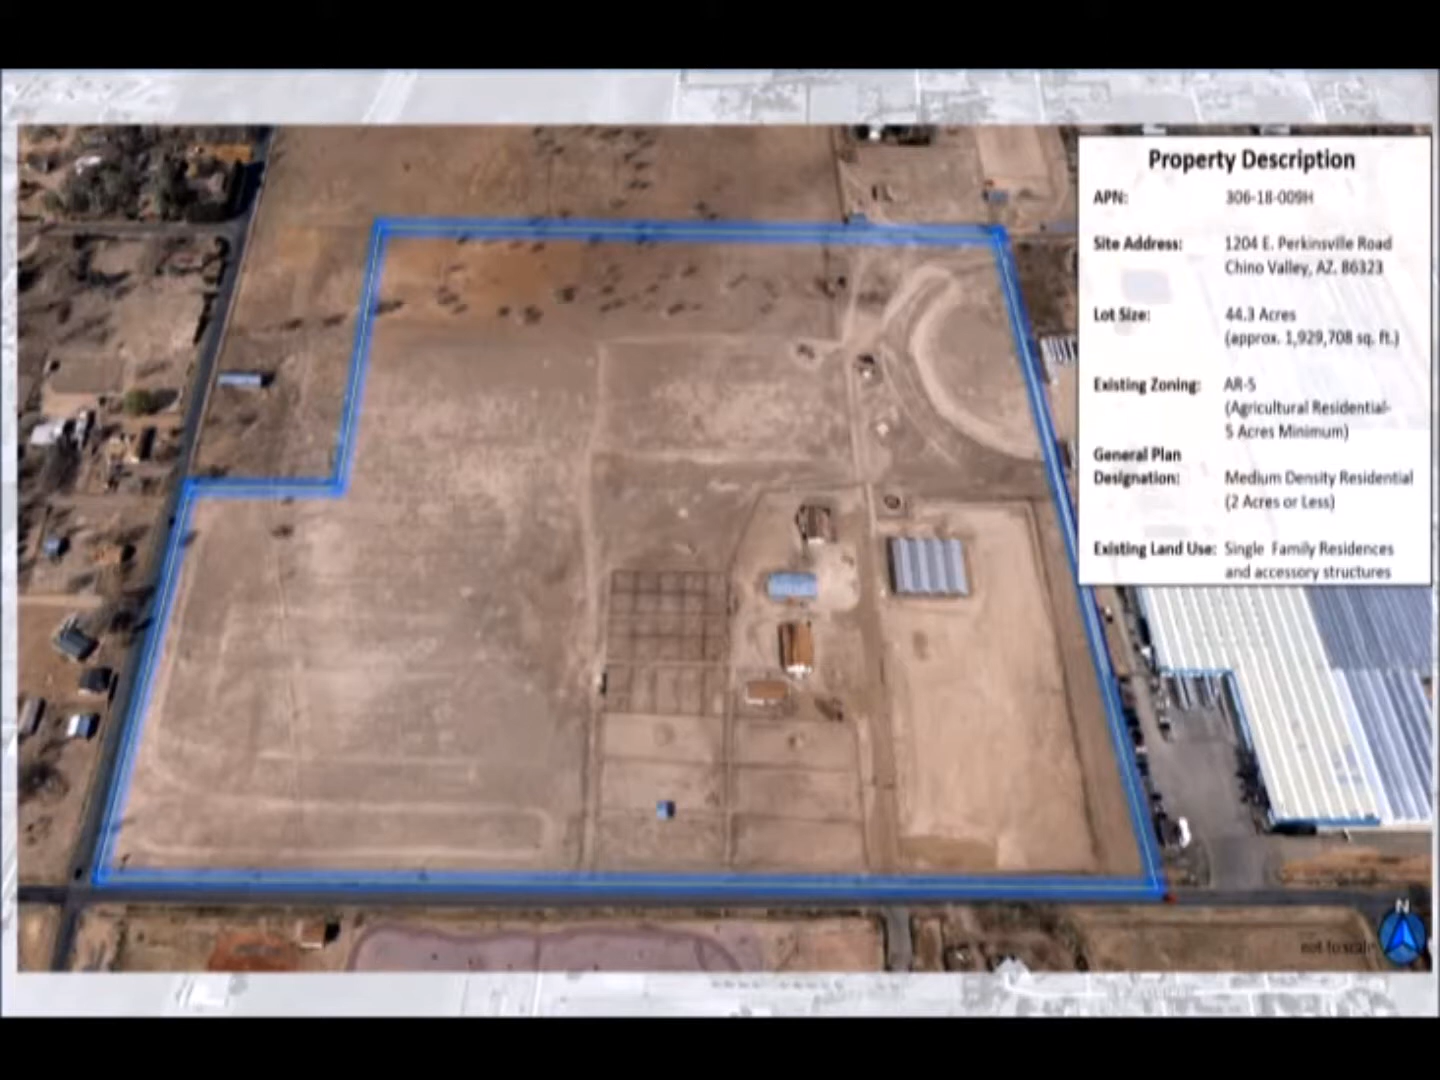 Property Description
APN: 306-18-009H
Site Address: 1204 E. Perkinsville Road
Chino Valley, AZ. 86323
Lot Size: 44.3 Acres
(approx. 1,929,708 sq. ft.)
Existing Zoning: AR-5
(Agricultural Residential-
5 Acres Minimum)
General Plan
Designation: Medium Density Residential
(2 Acres or Less)
Existing Land Use: Single Family Residences
and accessory structures
N
not to scale